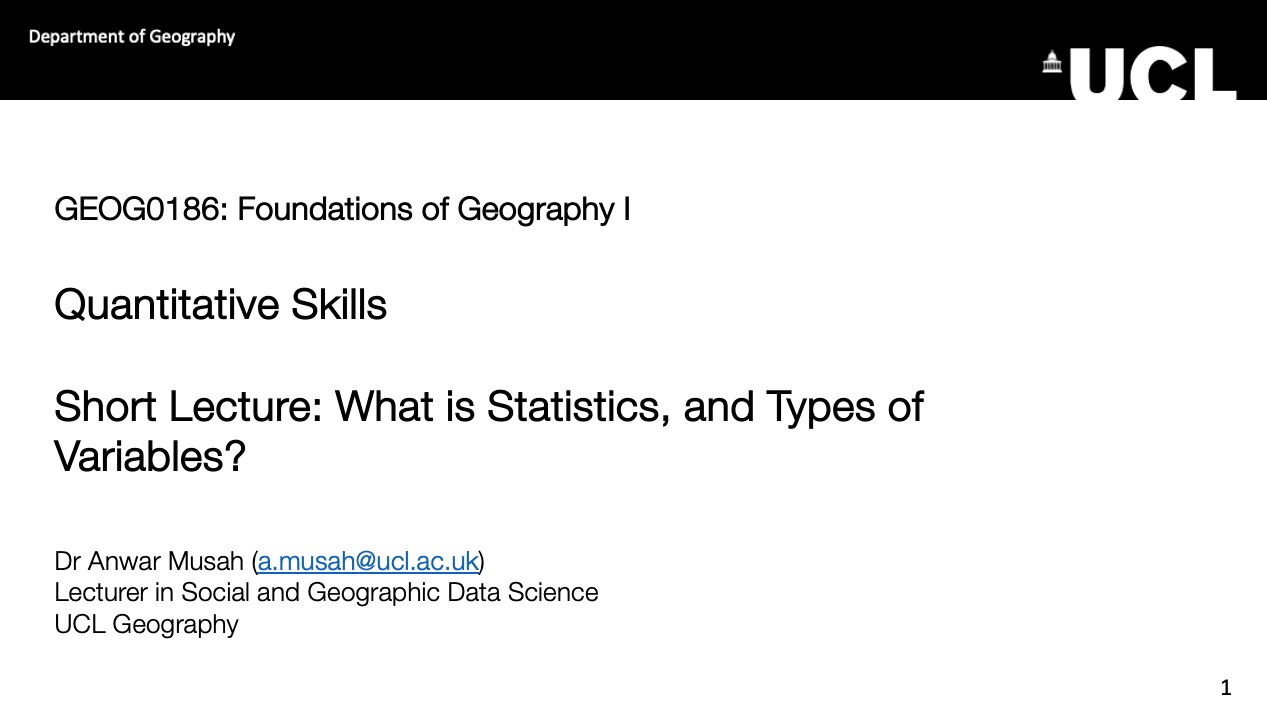 Department of Geography
UCL
GEOG0186: Foundations of Geography I
Quantitative Skills
Short Lecture: What is Statistics, and Types of
Variables?
Dr Anwar Musah (a.musah@ucl.ac.uk)
Lecturer in Social and Geographic Data Science
UCL Geography
1